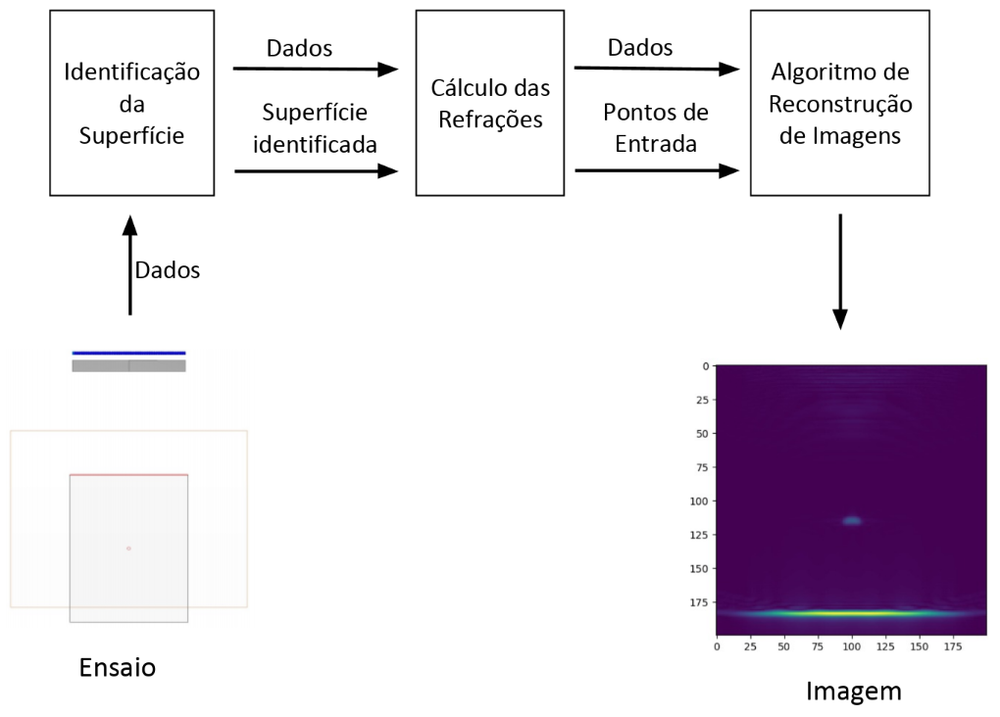 Identificação
da
Superfície
Dados
Superfície
identificada
Cálculo das
Refrações
Dados
Pontos de
Entrada
Algoritmo de
Reconstrução
de Imagens
Dados
Ensaio
0
25
50
75
100
125
150
175
0 25 50 75 100 125 150 175
Imagem